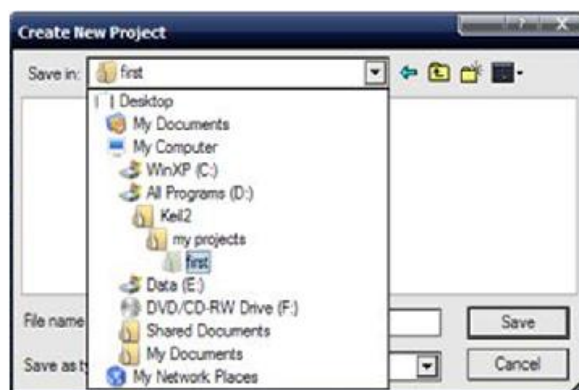 Create New Project
Save in: first
Desktop
My Documents
My Computer
WinXP (C:)
All Programs (D:)
Keil2
my projects
first
Data (E:)
DVD/CD-RW Drive (F:)
Shared Documents
My Documents
My Network Places
File name
Save
Save as t
Cancel